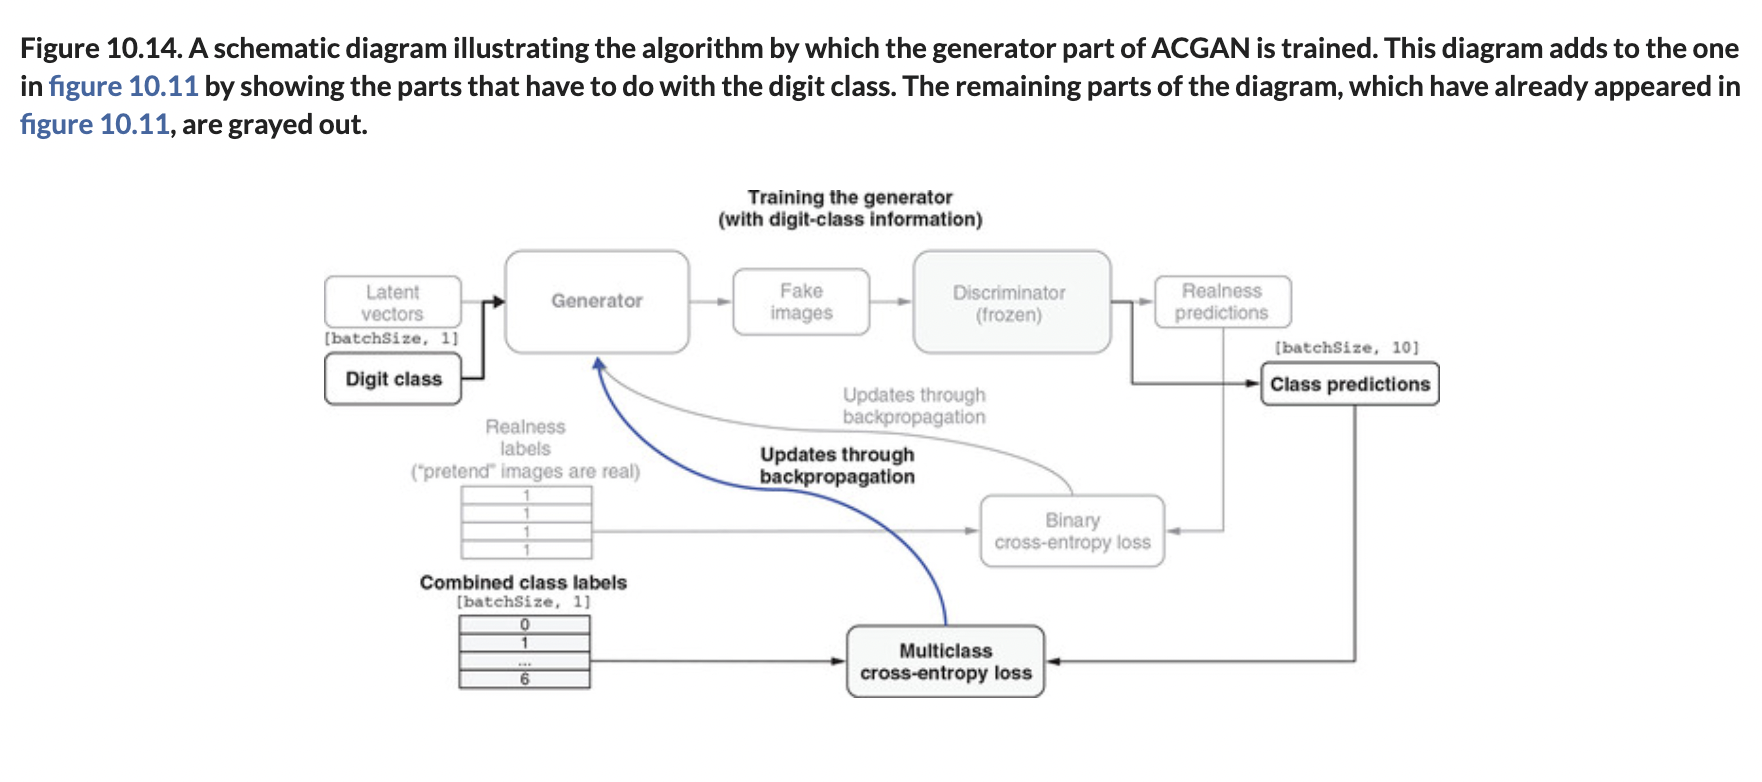 Figure 10.14. A schematic diagram illustrating the algorithm by which the generator part of ACGAN is trained. This diagram adds to the one
in figure 10.11 by showing the parts that have to do with the digit class. The remaining parts of the diagram, which have already appeared in
figure 10.11, are grayed out.
Training the generator
(with digit-class information)
Latent
vectors
[batchSize, 1]
Digit class
Generator
Fake
images
Discriminator
(frozen)
Realness
predictions
[batchSize, 10]
Class predictions
Updates through
backpropagation
Realness
labels
("pretend" images are real)
1
1
1
1
Updates through
backpropagation
Binary
cross-entropy loss
Combined class labels
[batchSize, 1]
0
1
...
6
Multiclass
cross-entropy loss